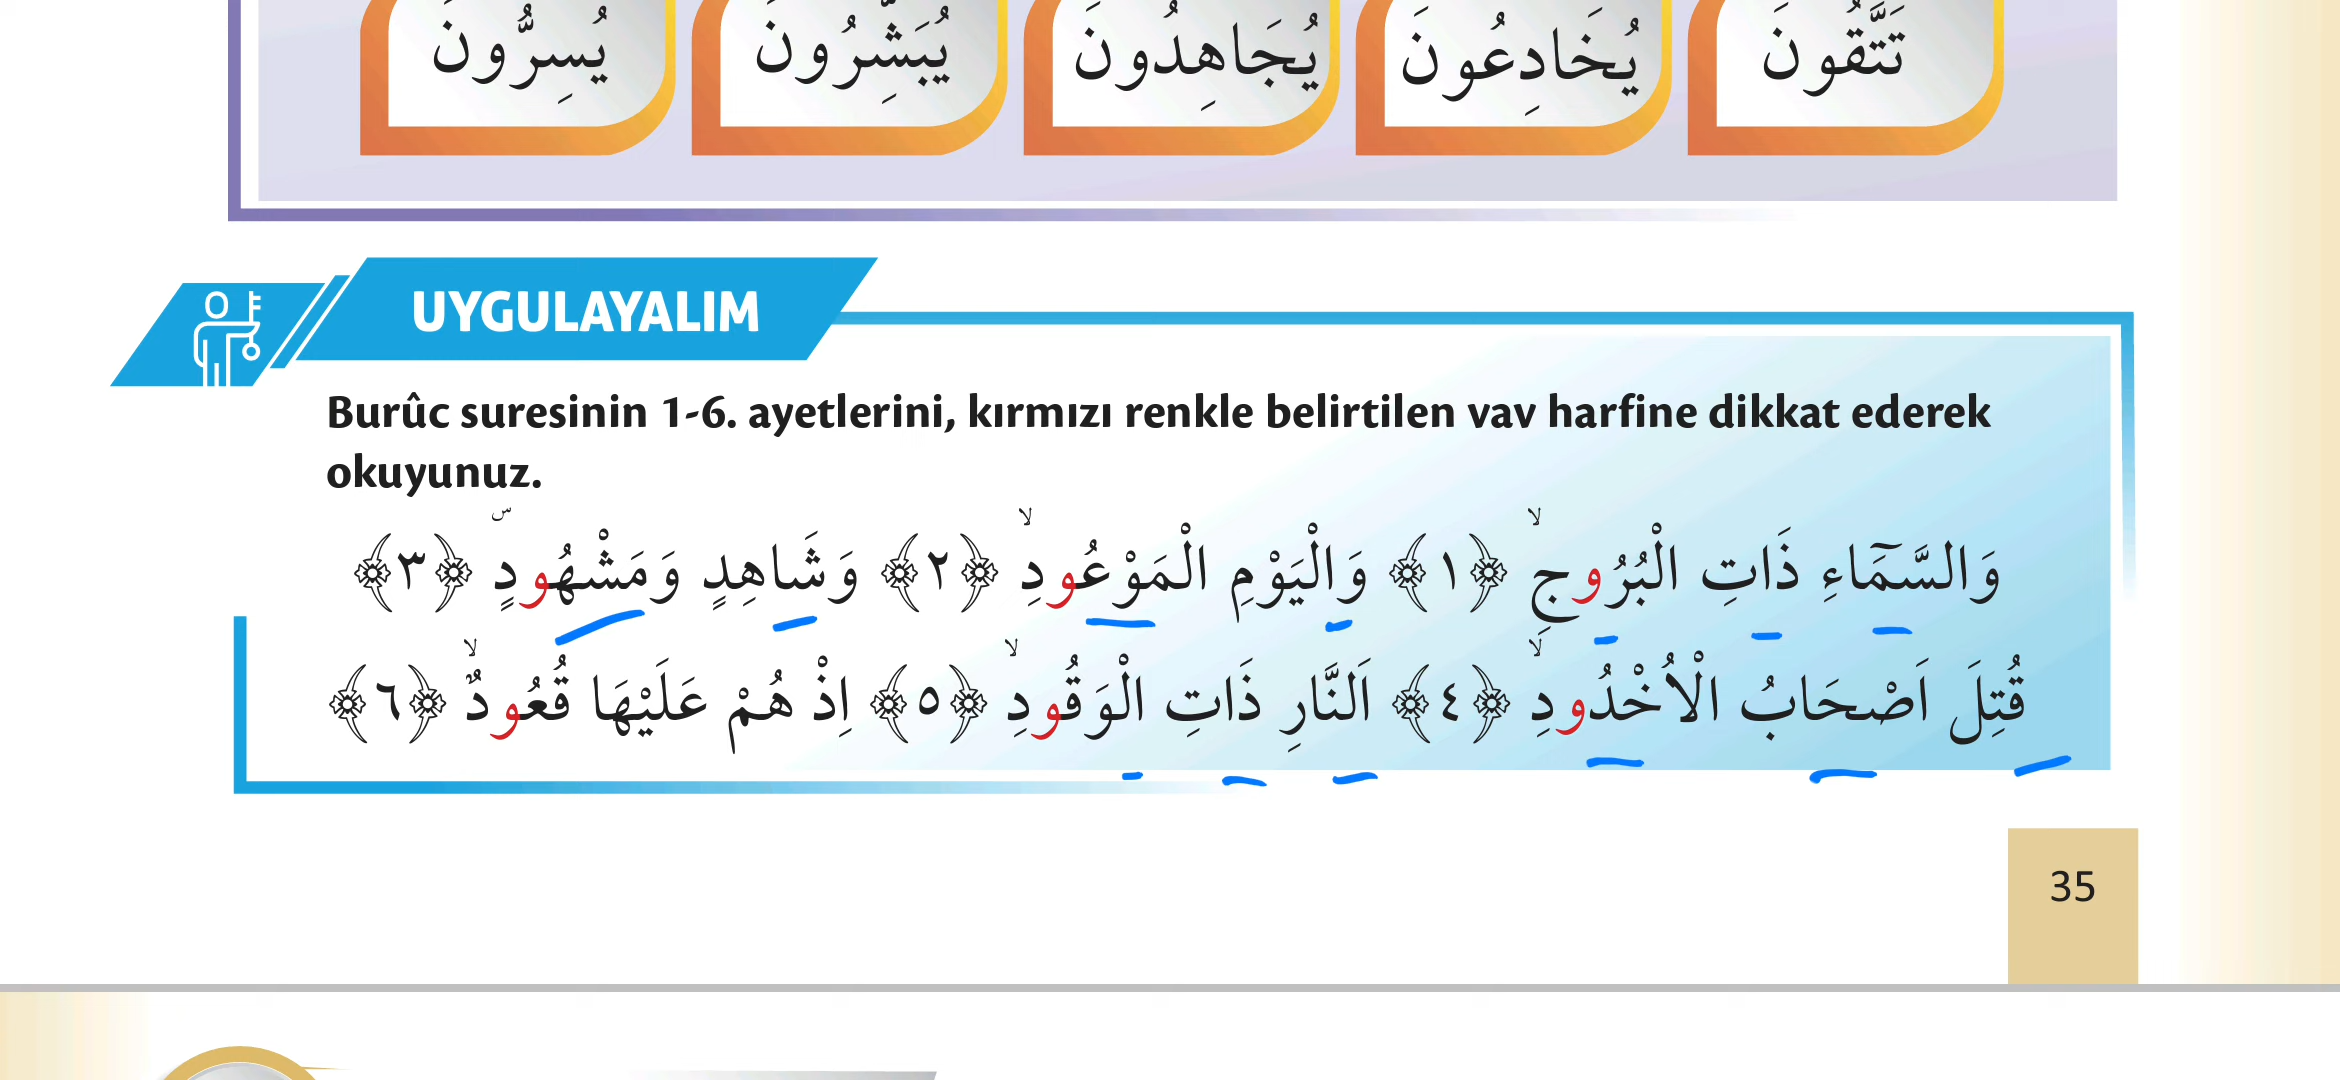 تَتَّقُونَ يُخَادِعُونَ يُجَاهِدُونَ يُبَشِّرُونَ يُسِرُّونَ
UYGULAYALIM
Burûc suresinin 1-6. ayetlerini, kırmızı renkle belirtilen vav harfine dikkat ederek
okuyunuz.
وَالسَّمَٓاءِ ذَاتِ الْبُرُوجِۙ ﴿١﴾ وَالْيَوْمِ الْمَوْعُودِۙ ﴿٢﴾ وَشَاهِدٍ وَمَشْهُودٍۜ ﴿٣﴾
قُتِلَ اَصْحَابُ الْاُخْدُودِۙ ﴿٤﴾ اَلنَّارِ ذَاتِ الْوَقُودِۙ ﴿٥﴾ اِذْ هُمْ عَلَيْهَا قُعُودٌۙ ﴿٦﴾
35